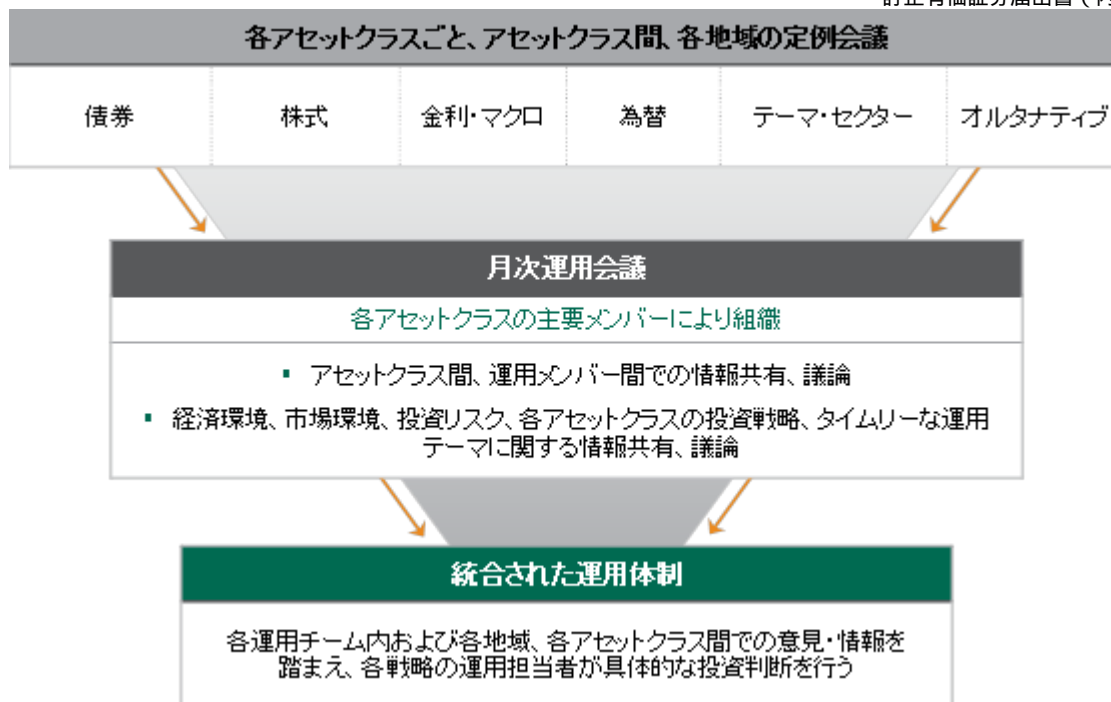 訂正有価証券届出書(内
各アセットクラスごと、アセットクラス間、各地域の定例会議
債券 株式 金利・マクロ 為替 テーマ・セクター オルタナティブ
月次運用会議
各アセットクラスの主要メンバーにより組織
▪ アセットクラス間、運用メンバー間での情報共有、議論
▪ 経済環境、市場環境、投資リスク、各アセットクラスの投資戦略、タイムリーな運用
テーマに関する情報共有、議論
統合された運用体制
各運用チーム内および各地域、各アセットクラス間での意見・情報を
踏まえ、各戦略の運用担当者が具体的な投資判断を行う